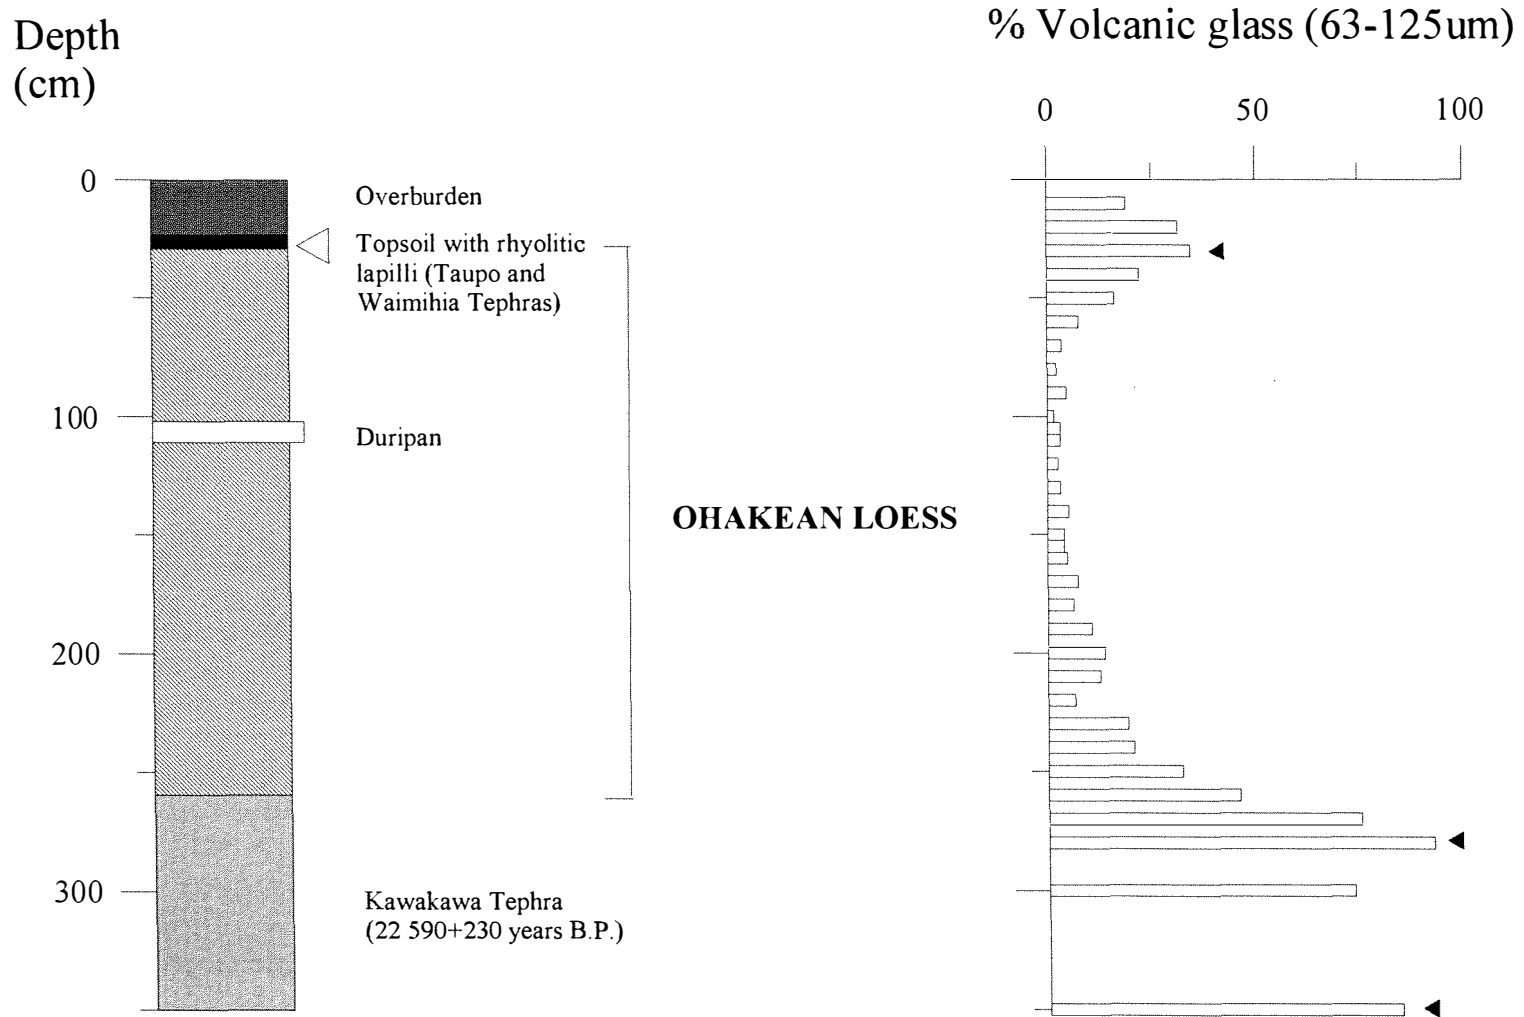 Depth
(cm)
% Volcanic glass (63-125um)
0
50
100
0
Overburden
Topsoil with rhyolitic
lapilli (Taupo and
Waimihia Tephras)
100
Duripan
OHAKEAN LOESS
200
300
Kawakawa Tephra
(22 590+230 years B.P.)